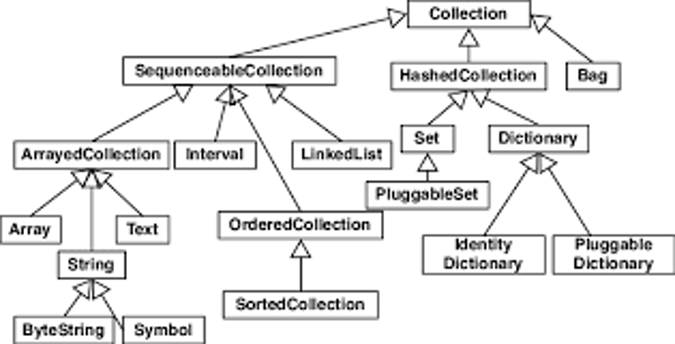 Collection
SequenceableCollection
HashedCollection
Bag
Set
Dictionary
ArrayedCollection
Interval
LinkedList
PluggableSet
Array
Text
OrderedCollection
String
Identity
Dictionary
Pluggable
Dictionary
SortedCollection
ByteString
Symbol